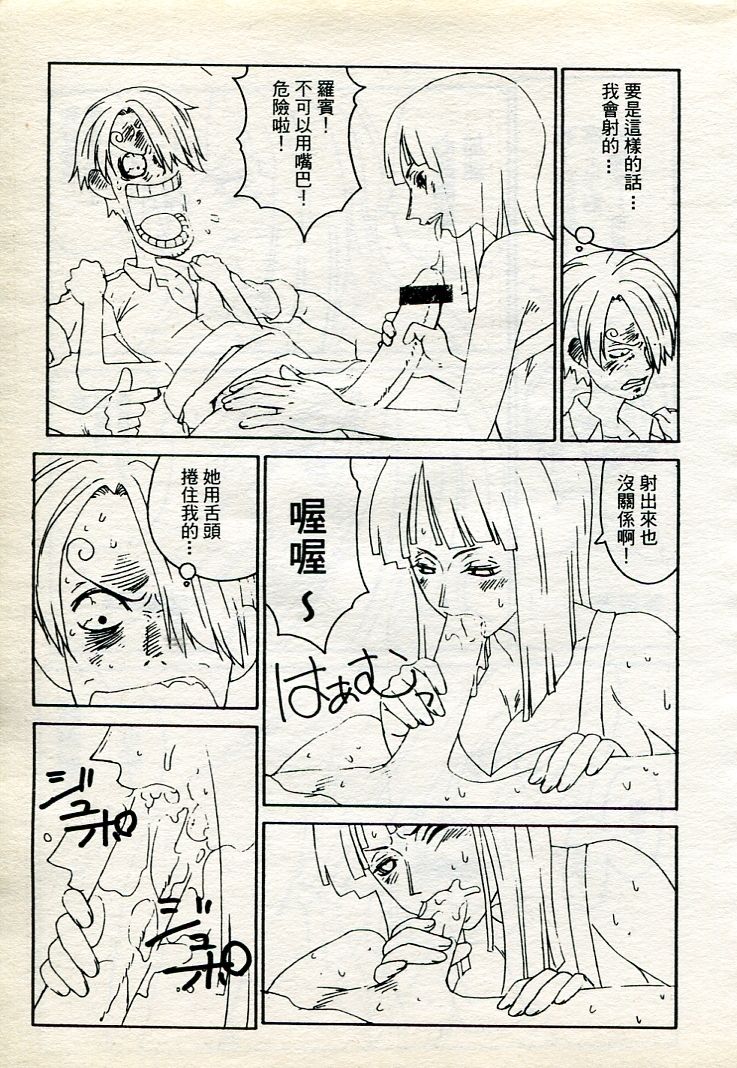 要是這樣的話…
我會射的…
羅賓！
不可以用嘴巴！
危險啦！
射出來也
沒關係啊！
喔喔～
はぁむっ
她用舌頭
捲住我的…
ジュポ
ジュポ